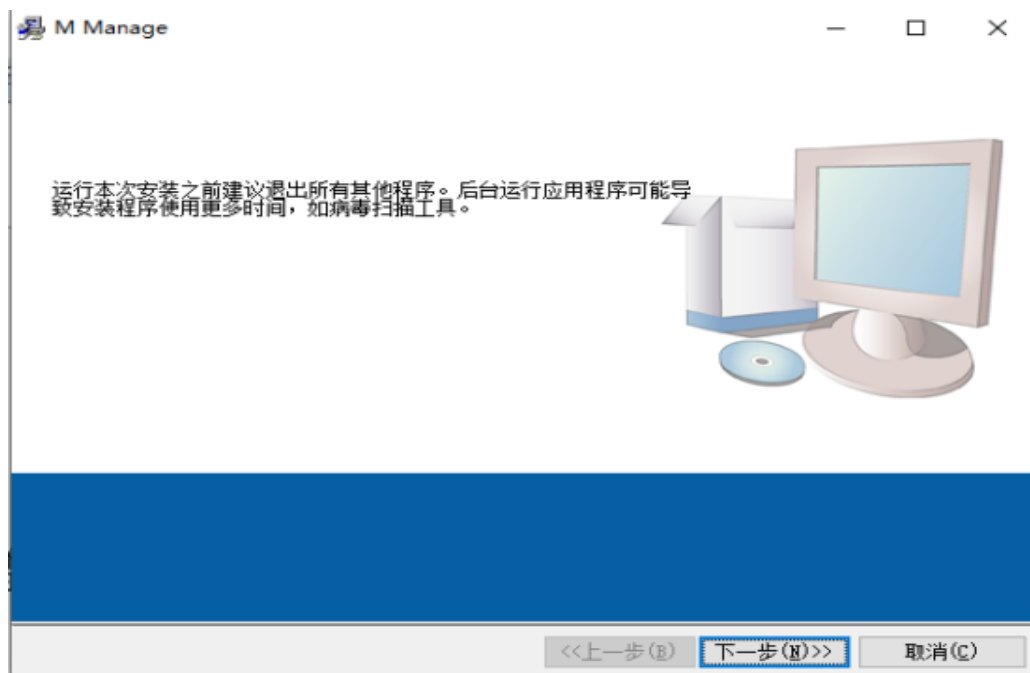 M Manage
运行本次安装之前建议退出所有其他程序。后台运行应用程序可能导
致安装程序使用更多时间，如病毒扫描工具。
<<上一步(B)
下一步(N)>>
取消(C)